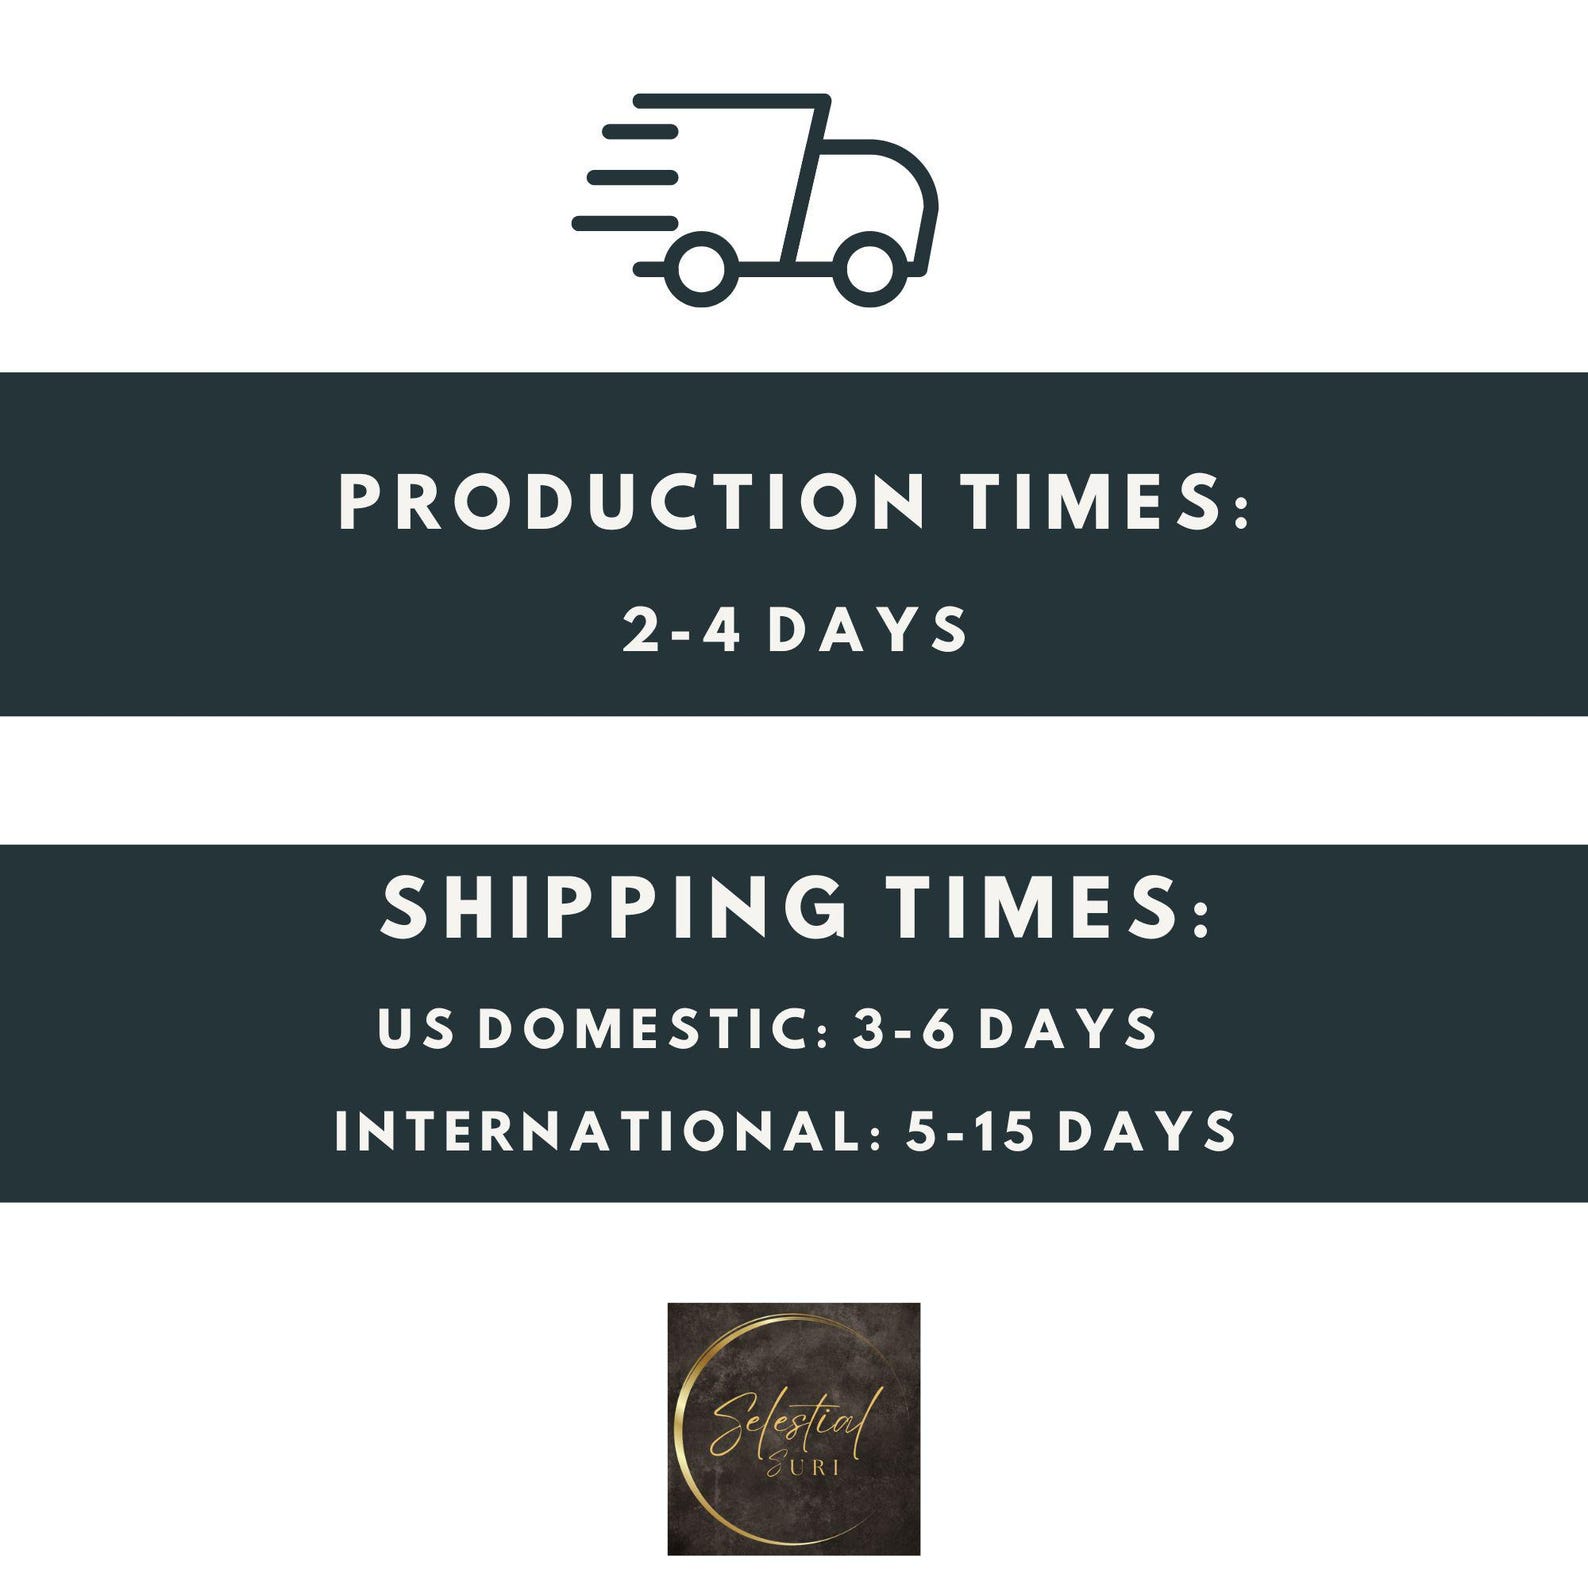 PRODUCTION TIMES:
2-4 DAYS
SHIPPING TIMES:
US DOMESTIC: 3-6 DAYS
INTERNATIONAL: 5-15 DAYS
Selestial
SURI